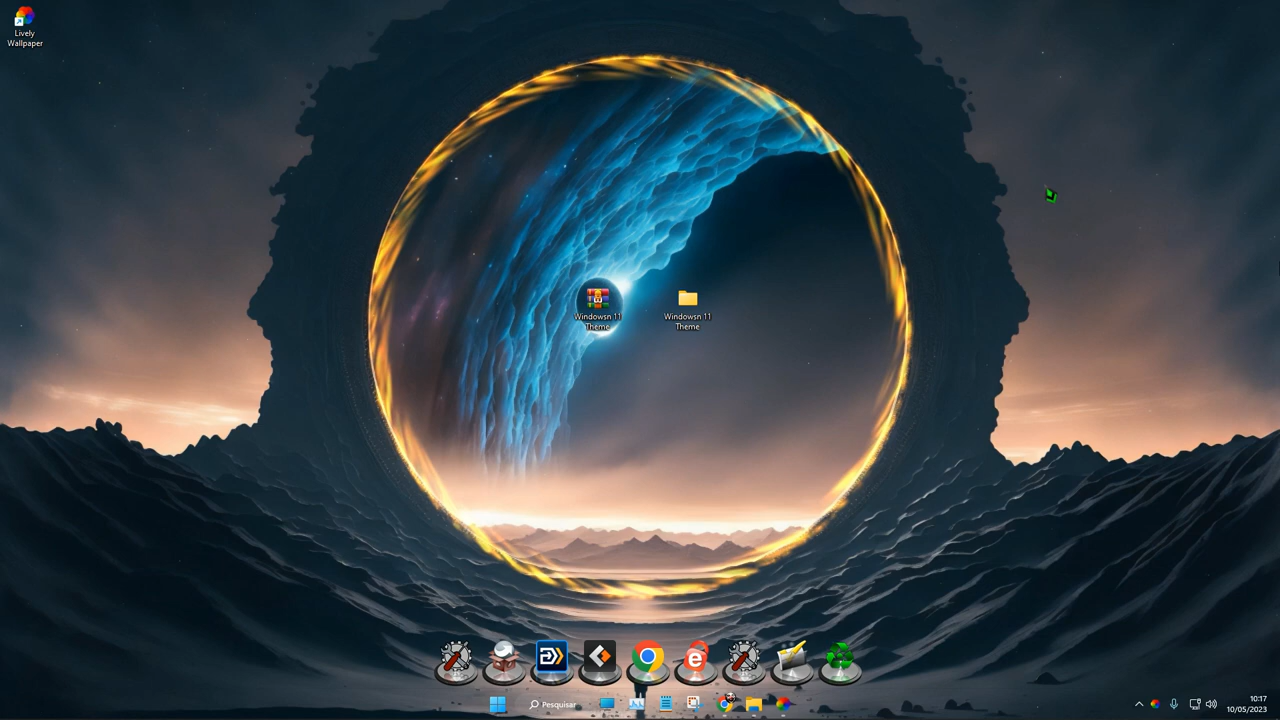 Lively
Wallpaper
Windowsn 11
Theme
Windowsn 11
Theme
Pesquisar
10:17
10/05/2023